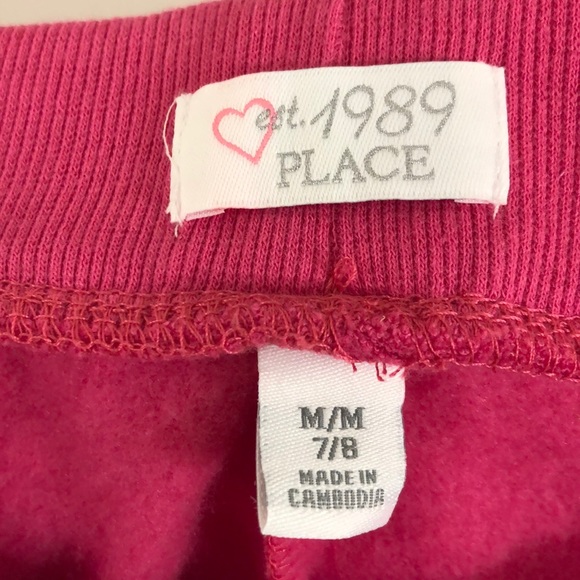 est. 1989
PLACE
M/M
7/8
MADE IN
CAMBODIA